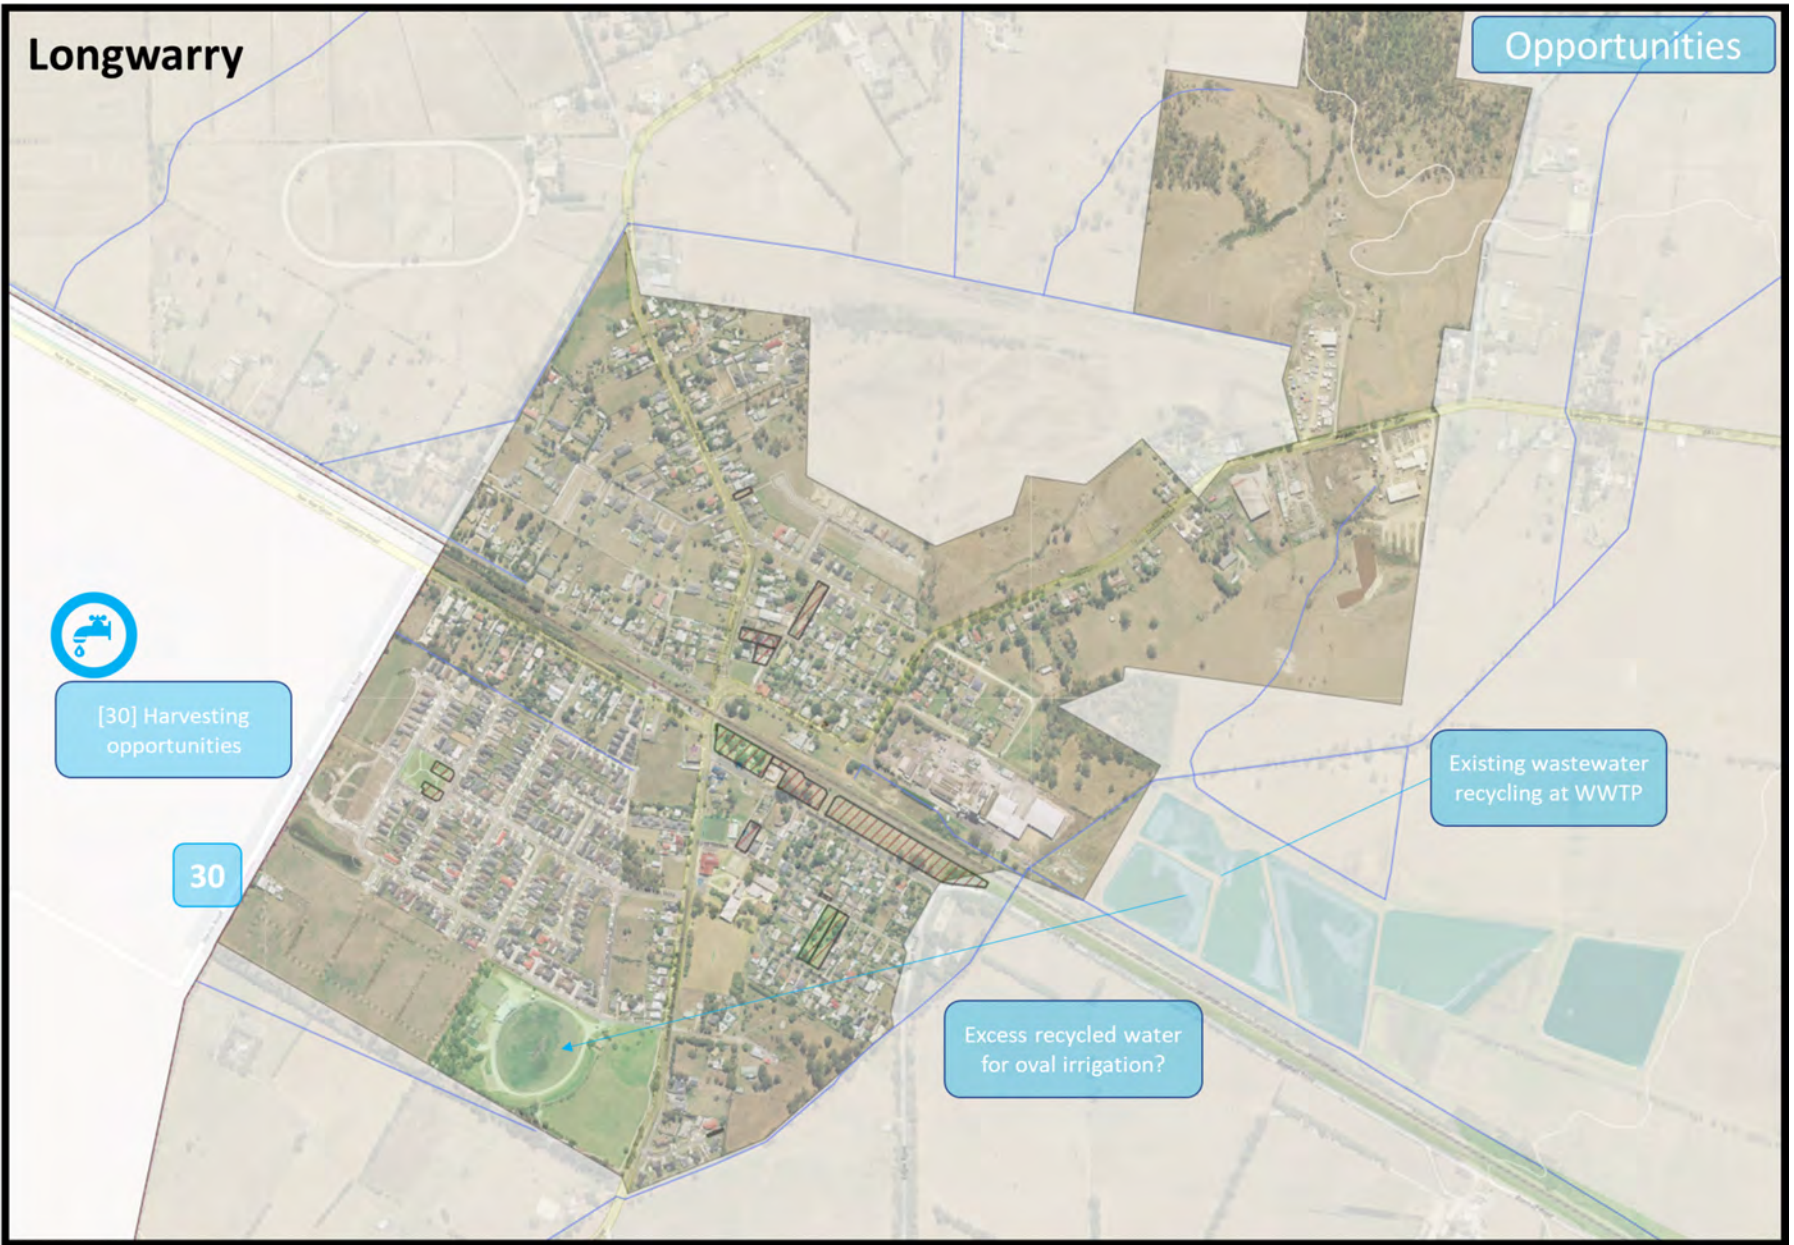 Longwarry
Opportunities
[30] Harvesting
opportunities
30
Existing wastewater
recycling at WWTP
Excess recycled water
for oval irrigation?